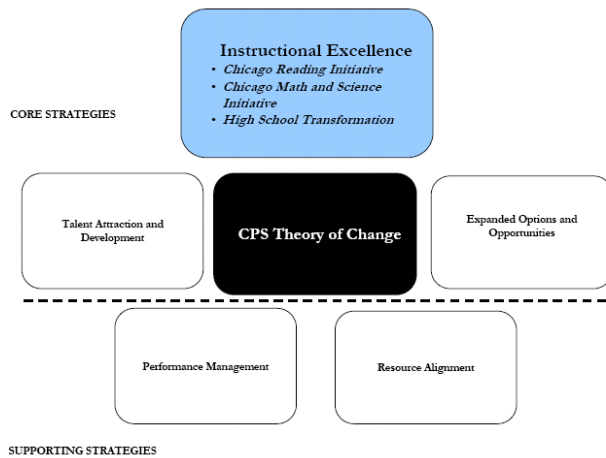 Instructional Excellence
• Chicago Reading Initiative
• Chicago Math and Science
Initiative
• High School Transformation
CORE STRATEGIES
Talent Attraction and
Development
CPS Theory of Change
Expanded Options and
Opportunities
Performance Management
Resource Alignment
SUPPORTING STRATEGIES